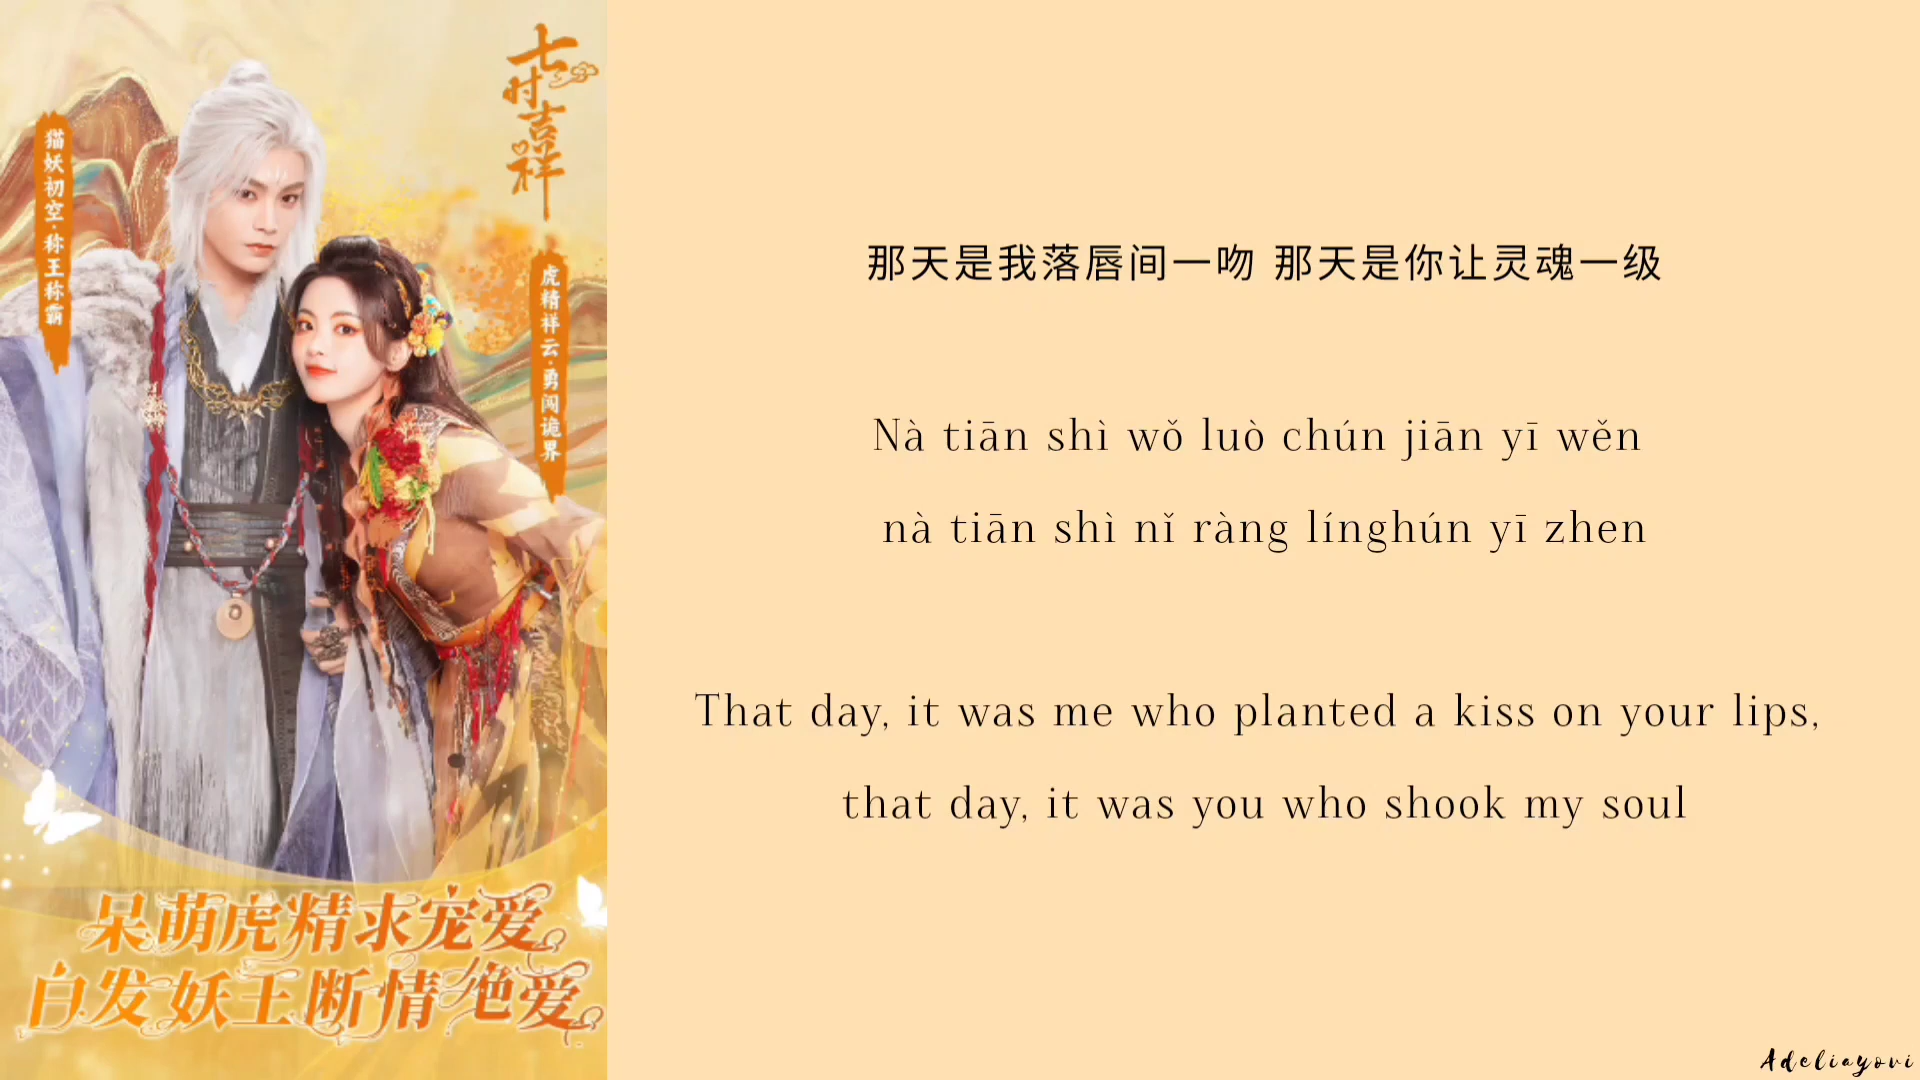 七时吉祥
猫妖初空·称王称霸
虎精祥云·勇闯诡界
呆萌虎精求宠爱
白发妖王断情绝爱
那天是我落唇间一吻 那天是你让灵魂一级
Nà tiān shì wǒ luò chún jiān yī wěn
nà tiān shì nǐ ràng línghún yī zhen
That day, it was me who planted a kiss on your lips,
that day, it was you who shook my soul
Adeliayovi